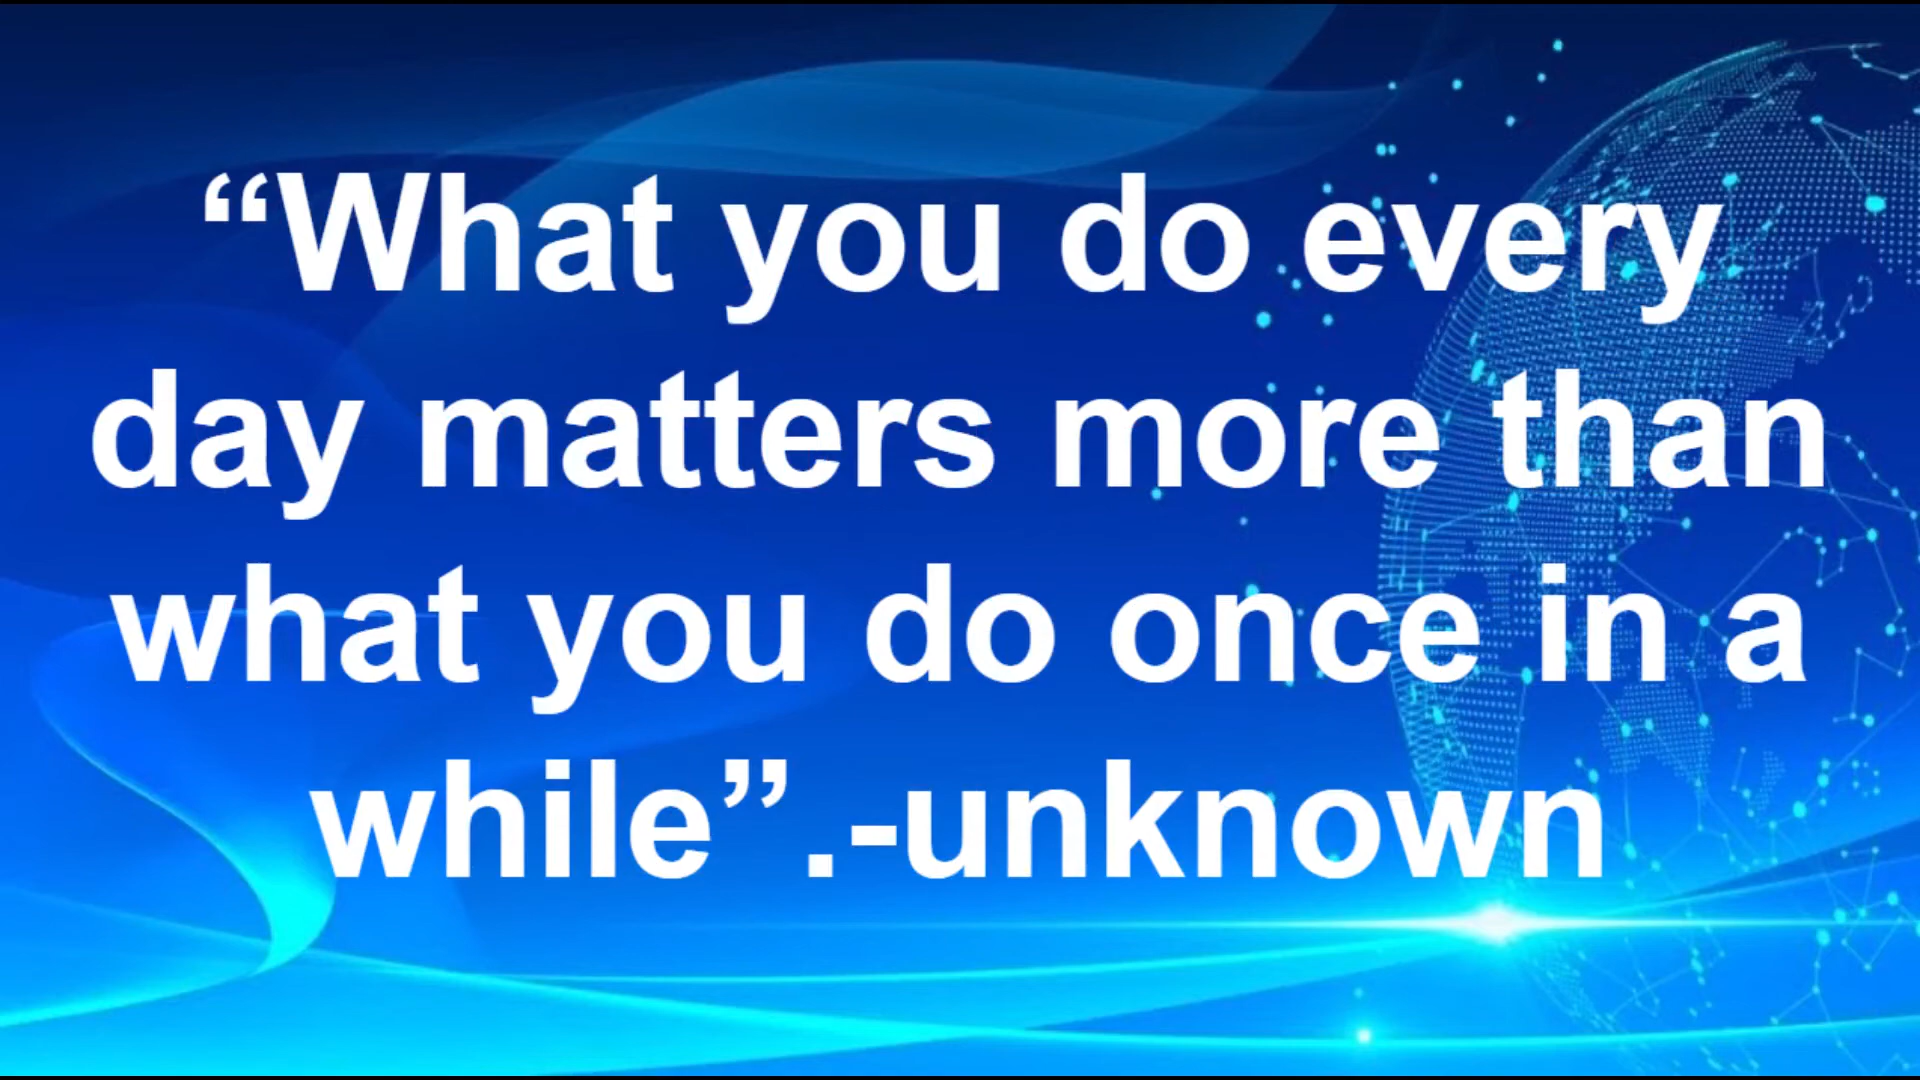 “What you do every
day matters more than
what you do once in a
while”.-unknown